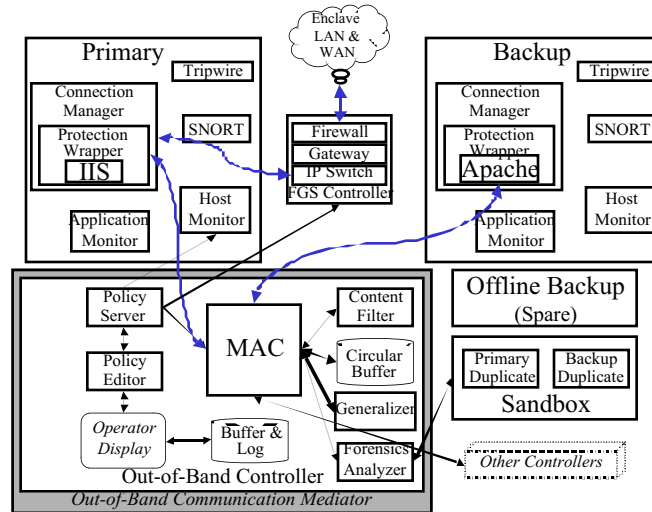 Enclave
LAN &
WAN
Primary
Tripwire
Connection
Manager
Protection
Wrapper
IIS
SNORT
Host
Monitor
Application
Monitor
Firewall
Gateway
IP Switch
FGS Controller
Backup
Tripwire
Connection
Manager
Protection
Wrapper
Apache
SNORT
Host
Monitor
Application
Monitor
Policy
Server
MAC
Content
Filter
Circular
Buffer
Policy
Editor
Generalizer
Operator
Display
Buffer &
Log
Forensics
Analyzer
Out-of-Band Controller
Out-of-Band Communication Mediator
Offline Backup
(Spare)
Primary
Duplicate
Backup
Duplicate
Sandbox
Other Controllers